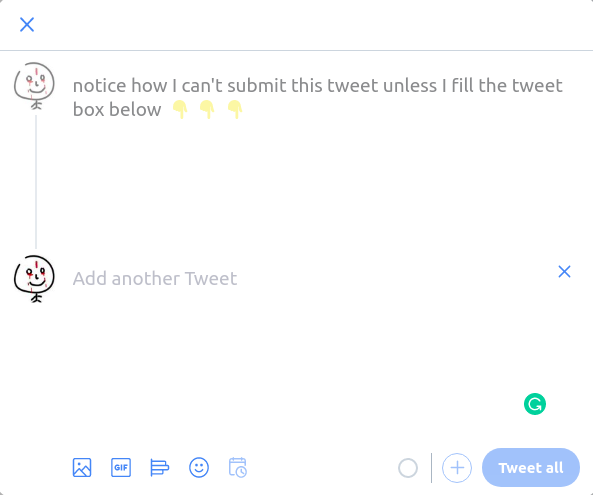 notice how I can't submit this tweet unless I fill the tweet
box below 👇 👇 👇
Add another Tweet
GIF
Tweet all